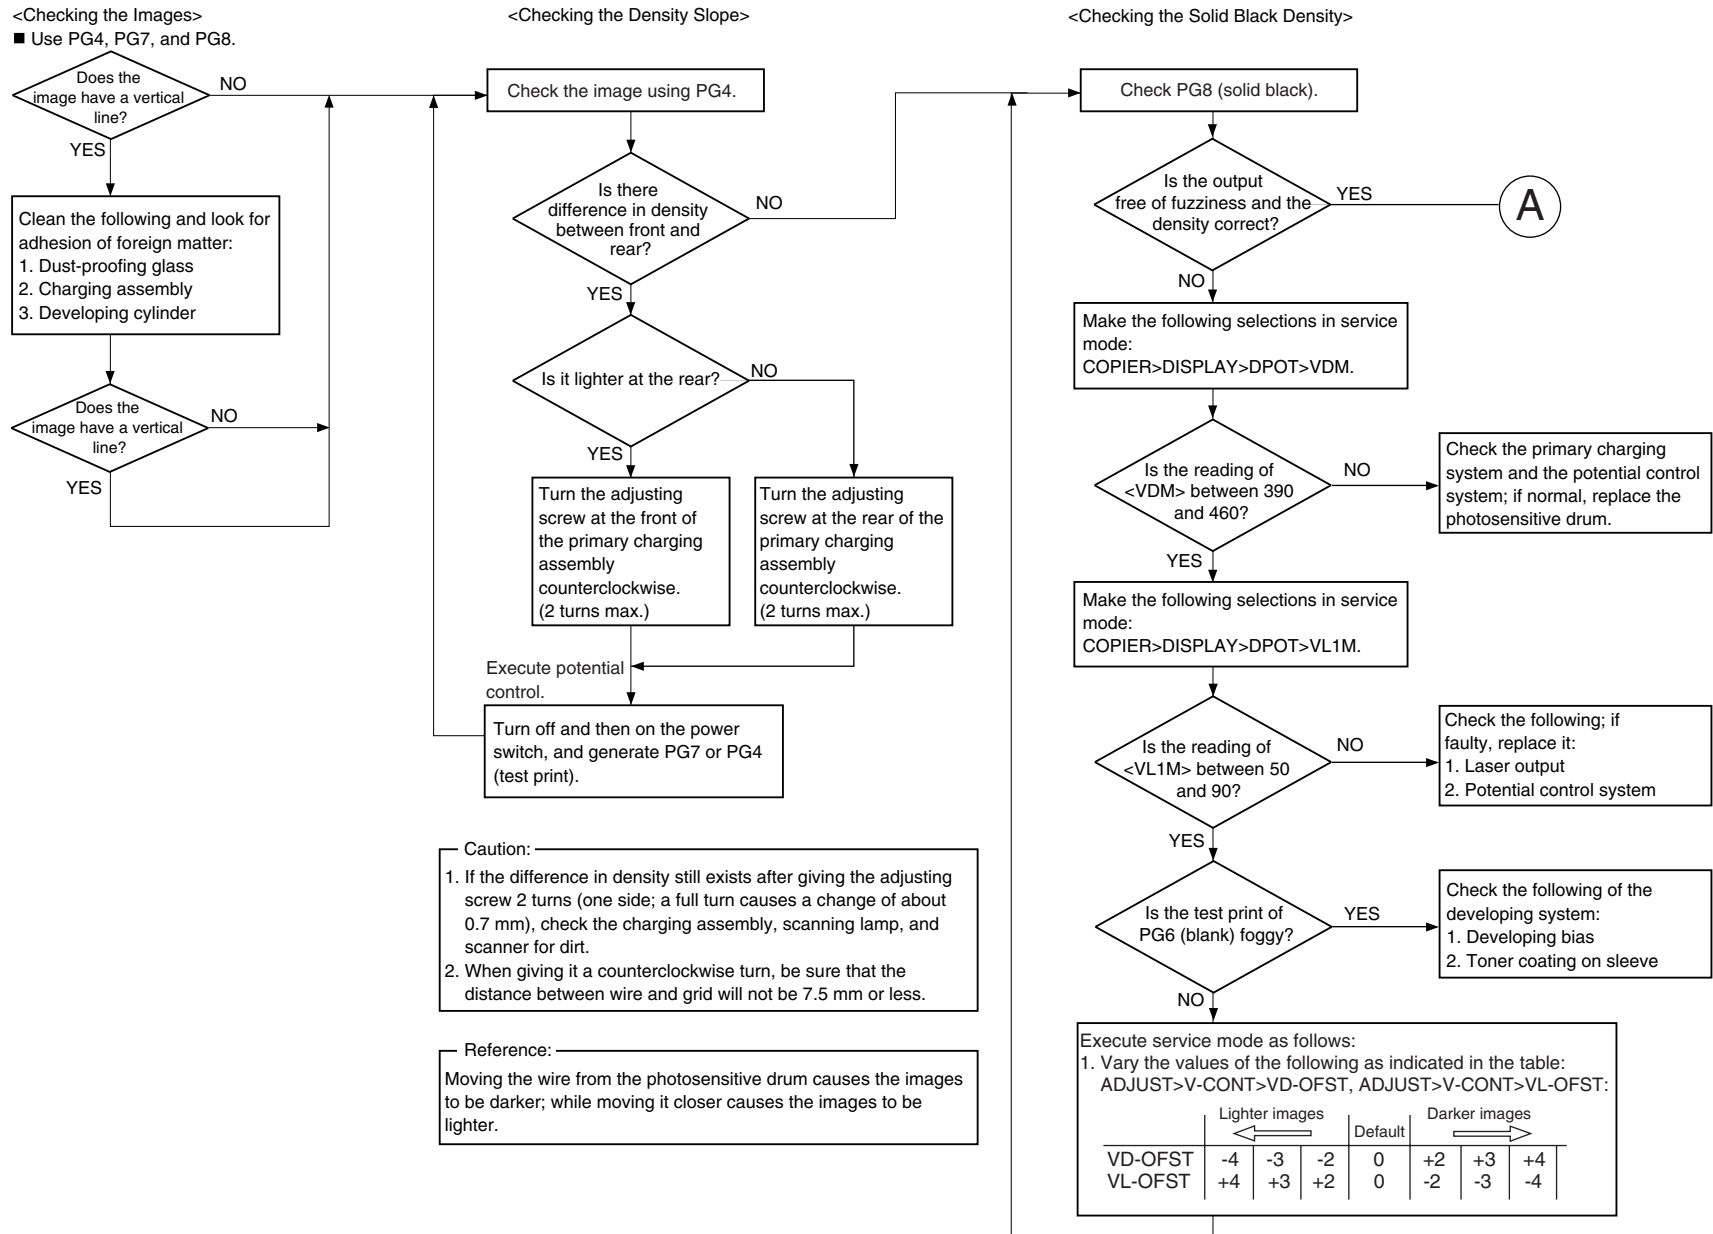 <Checking the Images>
■ Use PG4, PG7, and PG8.
Does the
image have a vertical
line?
NO
YES
Clean the following and look for
adhesion of foreign matter:
1. Dust-proofing glass
2. Charging assembly
3. Developing cylinder
Does the
image have a vertical
line?
NO
YES
<Checking the Density Slope>
Check the image using PG4.
Is there
difference in density
between front and
rear?
NO
YES
Is it lighter at the rear?
NO
YES
Turn the adjusting
screw at the front of
the primary charging
assembly
counterclockwise.
(2 turns max.)
Turn the adjusting
screw at the rear of the
primary charging
assembly
counterclockwise.
(2 turns max.)
Execute potential
control.
Turn off and then on the power
switch, and generate PG7 or PG4
(test print).
Caution:
1. If the difference in density still exists after giving the adjusting
screw 2 turns (one side; a full turn causes a change of about
0.7 mm), check the charging assembly, scanning lamp, and
scanner for dirt.
2. When giving it a counterclockwise turn, be sure that the
distance between wire and grid will not be 7.5 mm or less.
Reference:
Moving the wire from the photosensitive drum causes the images
to be darker; while moving it closer causes the images to be
lighter.
<Checking the Solid Black Density>
Check PG8 (solid black).
Is the output
free of fuzziness and the
density correct?
YES
A
NO
Make the following selections in service
mode:
COPIER>DISPLAY>DPOT>VDM.
Is the reading of
<VDM> between 390
and 460?
NO
Check the primary charging
system and the potential control
system; if normal, replace the
photosensitive drum.
YES
Make the following selections in service
mode:
COPIER>DISPLAY>DPOT>VL1M.
Is the reading of
<VL1M> between 50
and 90?
NO
Check the following; if
faulty, replace it:
1. Laser output
2. Potential control system
YES
Is the test print of
PG6 (blank) foggy?
YES
Check the following of the
developing system:
1. Developing bias
2. Toner coating on sleeve
NO
Execute service mode as follows:
1. Vary the values of the following as indicated in the table:
ADJUST>V-CONT>VD-OFST, ADJUST>V-CONT>VL-OFST:
Lighter images Default Darker images
VD-OFST -4 -3 -2 0 +2 +3 +4
VL-OFST +4 +3 +2 0 -2 -3 -4